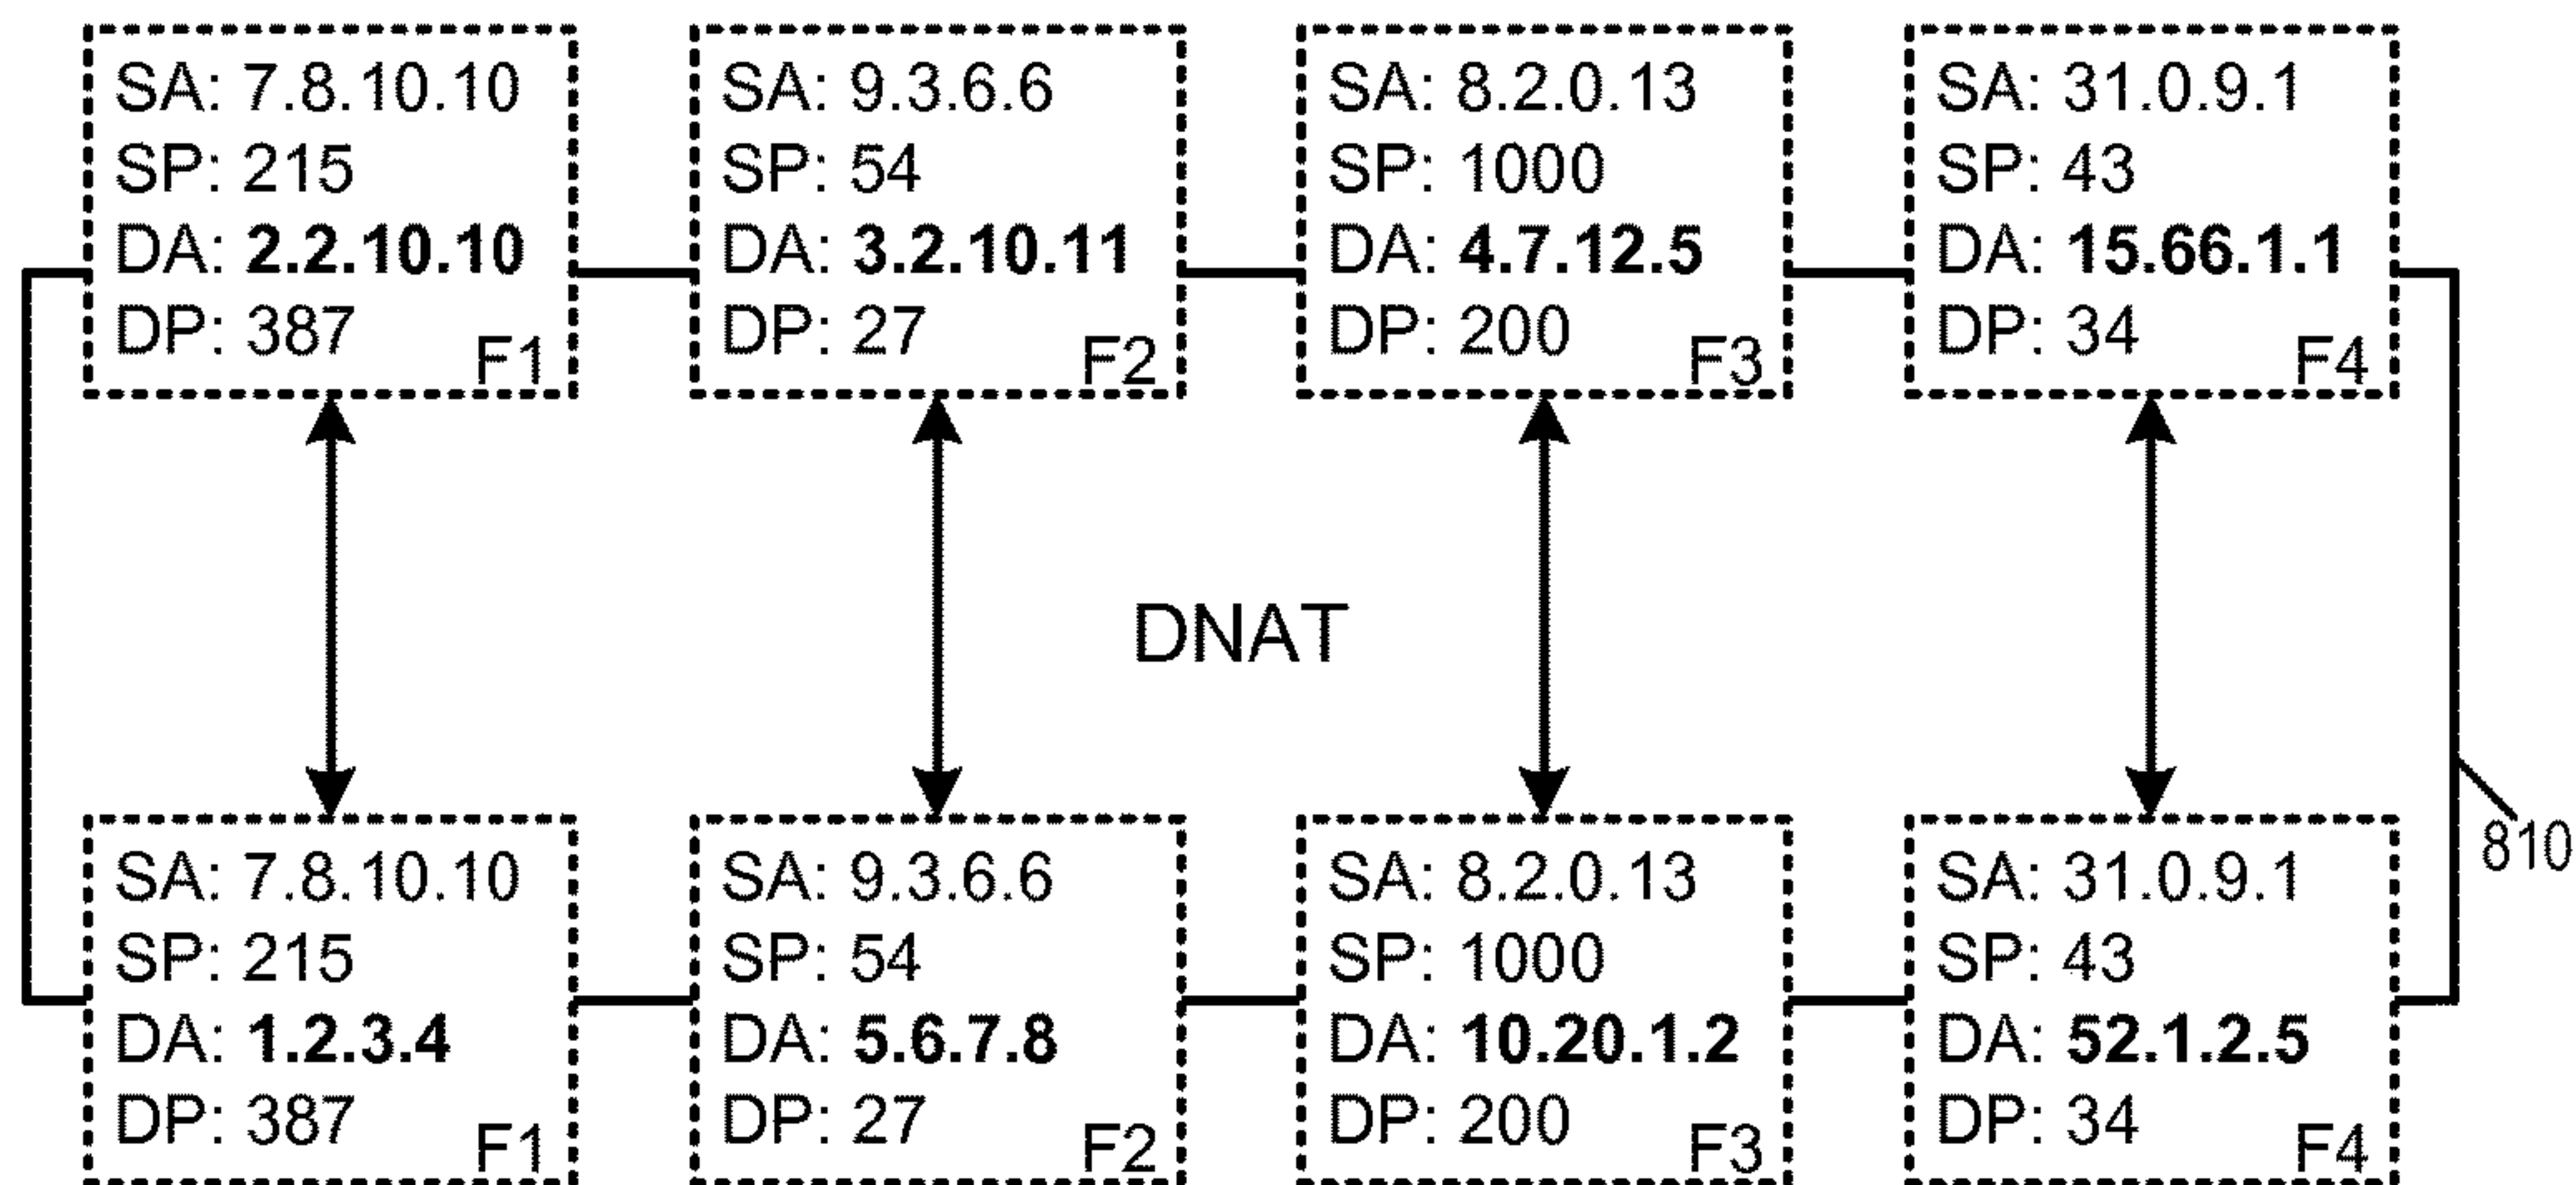 SA: 7.8.10.10
SP: 215
DA: 2.2.10.10
DP: 387
F1
SA: 9.3.6.6
SP: 54
DA: 3.2.10.11
DP: 27
F2
SA: 8.2.0.13
SP: 1000
DA: 4.7.12.5
DP: 200
F3
SA: 31.0.9.1
SP: 43
DA: 15.66.1.1
DP: 34
F4
DNAT
810
SA: 7.8.10.10
SP: 215
DA: 1.2.3.4
DP: 387
F1
SA: 9.3.6.6
SP: 54
DA: 5.6.7.8
DP: 27
F2
SA: 8.2.0.13
SP: 1000
DA: 10.20.1.2
DP: 200
F3
SA: 31.0.9.1
SP: 43
DA: 52.1.2.5
DP: 34
F4